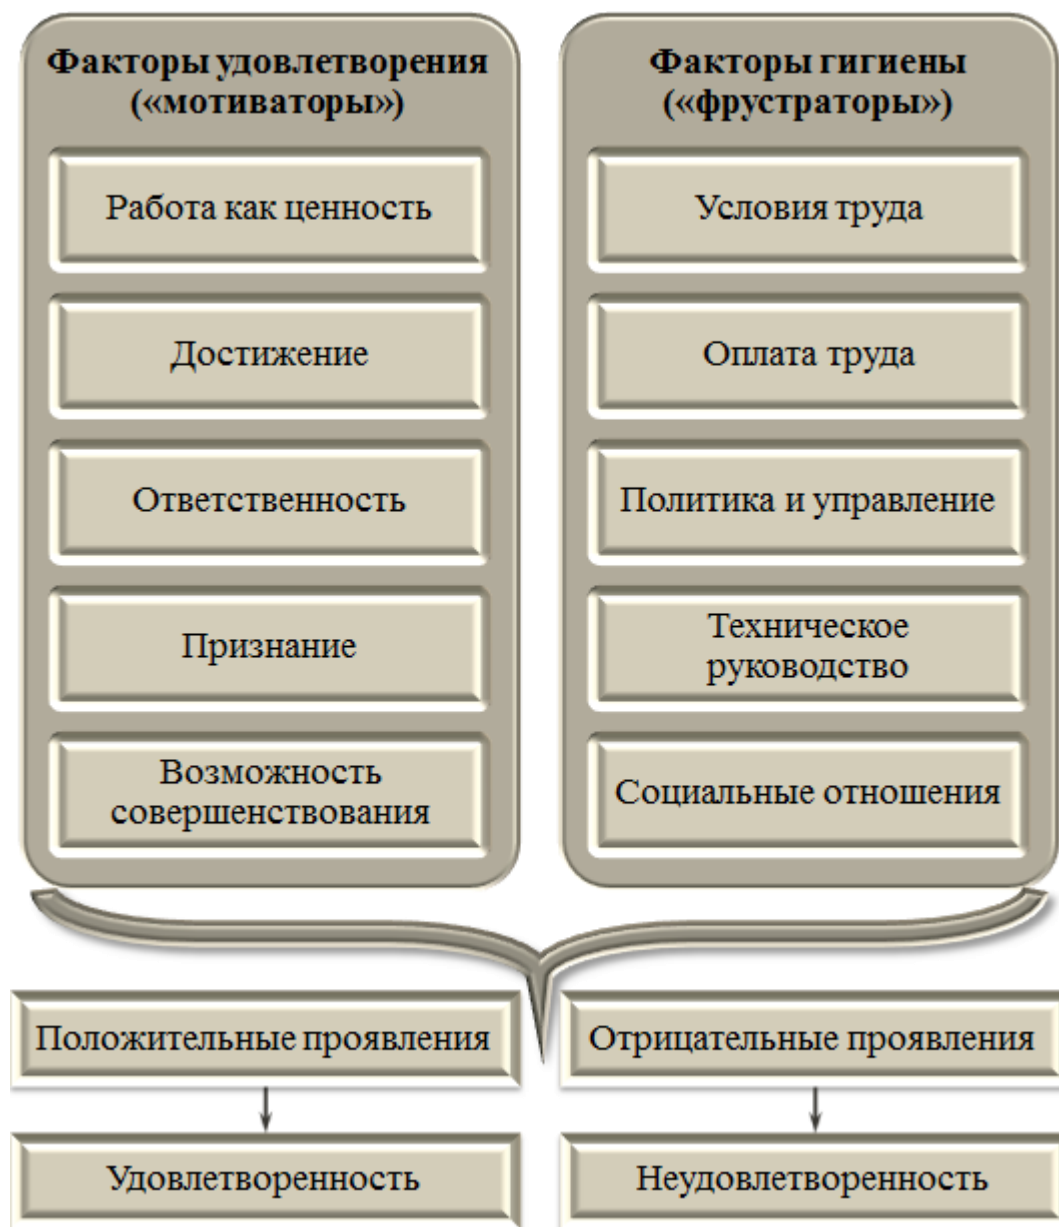 Факторы удовлетворения
(«мотиваторы»)
Работа как ценность
Достижение
Ответственность
Признание
Возможность
совершенствования
Факторы гигиены
(«фрустраторы»)
Условия труда
Оплата труда
Политика и управление
Техническое
руководство
Социальные отношения
Положительные проявления
Удовлетворенность
Отрицательные проявления
Неудовлетворенность